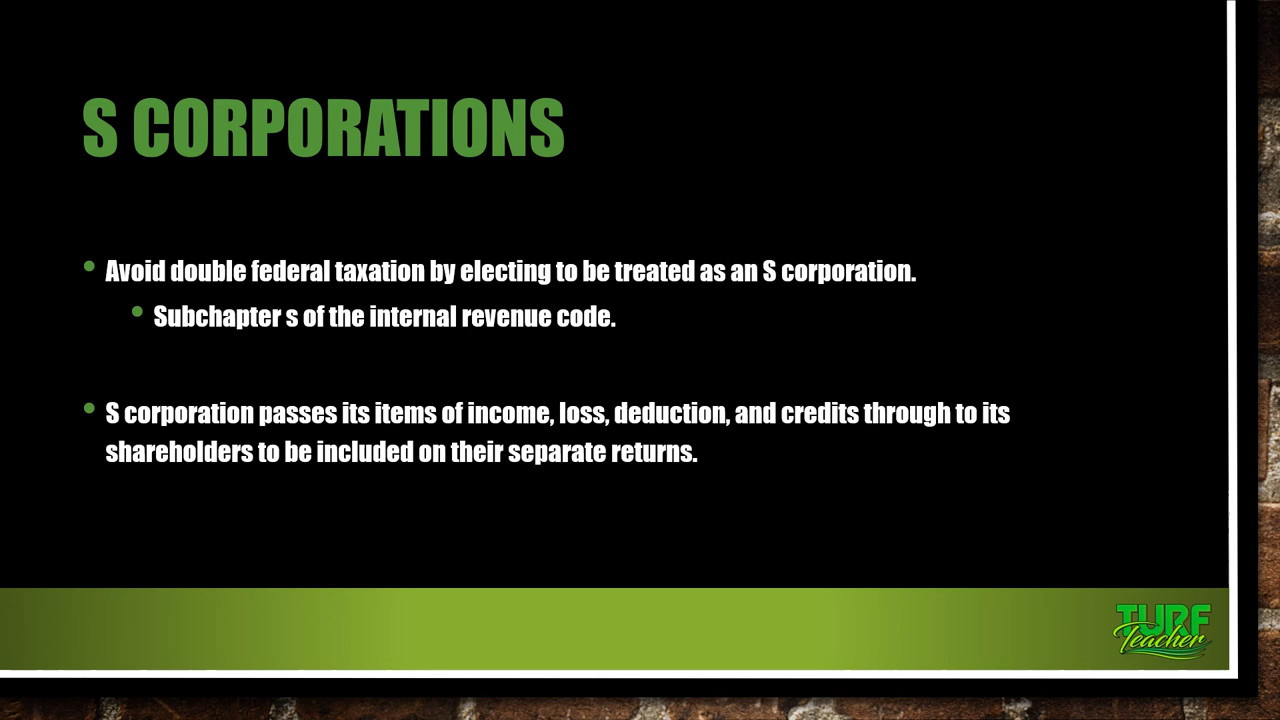 S CORPORATIONS
Avoid double federal taxation by electing to be treated as an S corporation.
Subchapter s of the internal revenue code.
S corporation passes its items of income, loss, deduction, and credits through to its
shareholders to be included on their separate returns.
TURF
Teacher